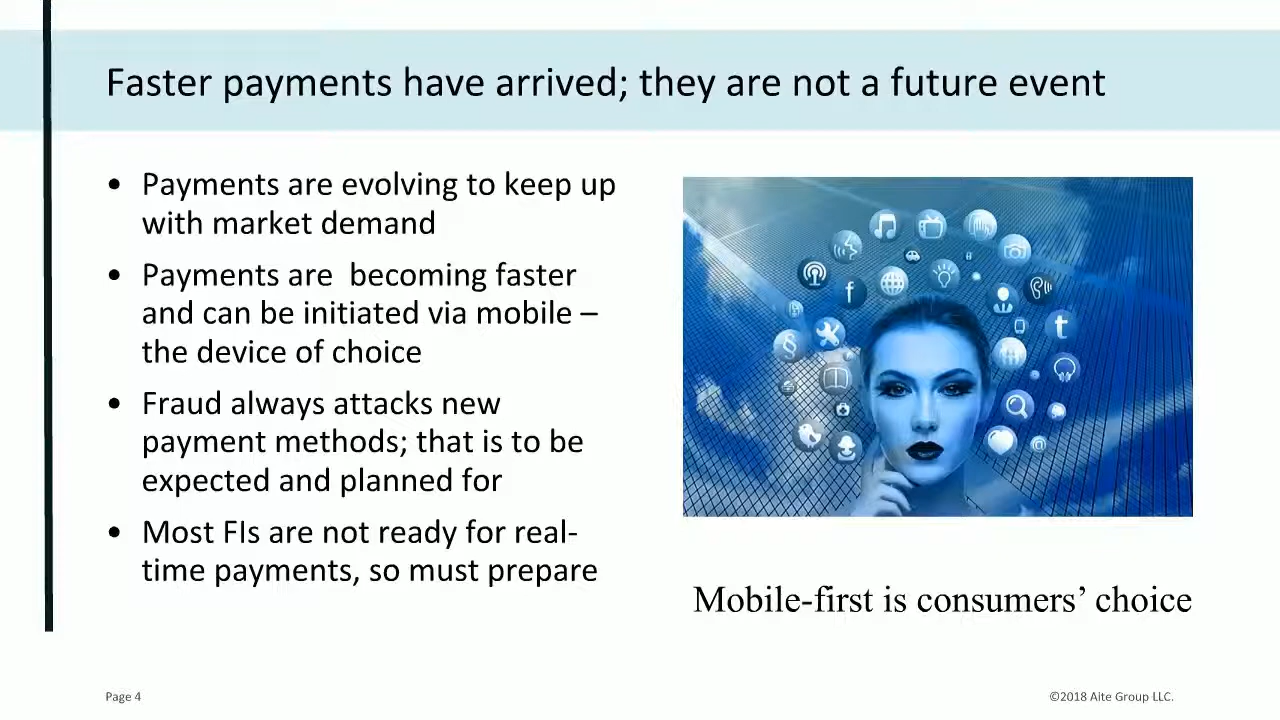 Faster payments have arrived; they are not a future event
• Payments are evolving to keep up
with market demand
• Payments are  becoming faster
and can be initiated via mobile –
the device of choice
• Fraud always attacks new
payment methods; that is to be
expected and planned for
• Most FIs are not ready for real-
time payments, so must prepare
f
t
§
@
Mobile-first is consumers’ choice
Page 4
©2018 Aite Group LLC.